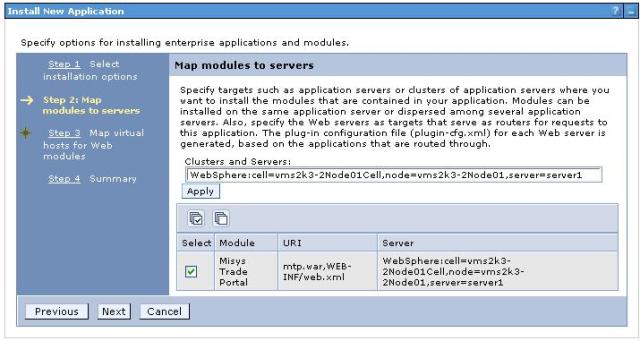 Install New Application
? –
Specify options for installing enterprise applications and modules.
Step 1 Select
installation options
Step 2: Map
modules to servers
Step 3 Map virtual
hosts for Web
modules
Step 4 Summary
Map modules to servers
Specify targets such as application servers or clusters of application servers where you
want to install the modules that are contained in your application. Modules can be
installed on the same application server or dispersed among several application
servers. Also, specify the Web servers as targets that serve as routers for requests to
this application. The plug-in configuration file (plugin-cfg.xml) for each Web server is
generated, based on the applications that are routed through.
Clusters and Servers:
WebSphere:cell=vms2k3-2Node01Cell,node=vms2k3-2Node01,server=server1
Apply
Select Module URI Server
Misys
Trade
Portal
mtp.war,WEB-
INF/web.xml
WebSphere:cell=vms2k3-
2Node01Cell,node=vms2k3-
2Node01,server=server1
Previous Next Cancel